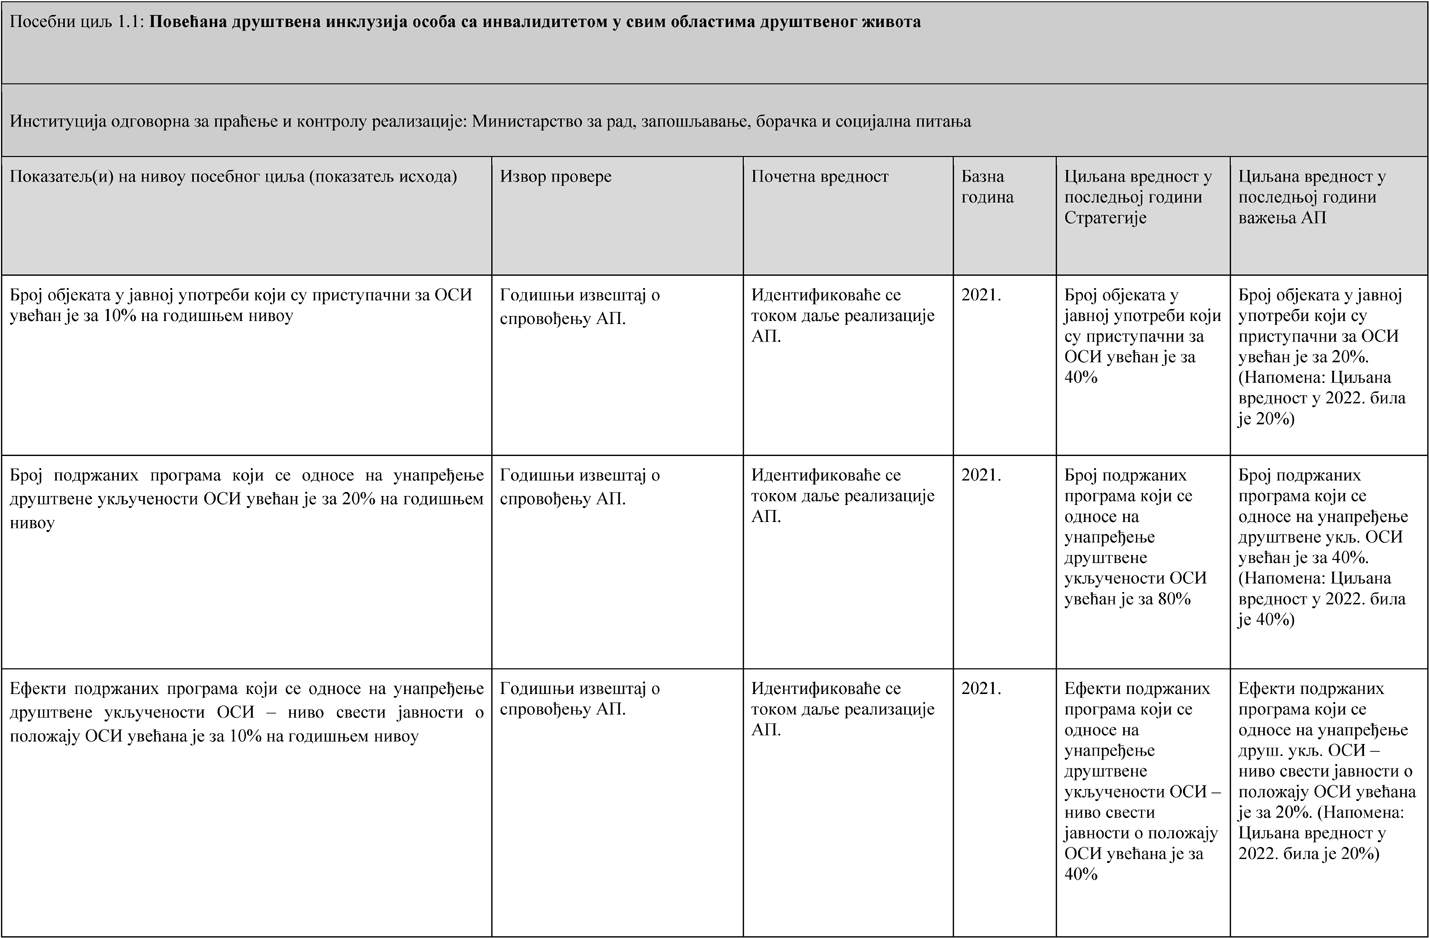 Посебни циљ 1.1: Повећана друштвена инклузија особа са инвалидитетом у свим областима друштвеног живота
Институција одговорна за праћење и контролу реализације: Министарство за рад, запошљавање, борачка и социјална питања
Показатељ(и) на нивоу посебног циља (показатељ исхода)
Извор провере
Почетна вредност
Базна
година
Циљана вредност у
последњој години
Стратегије
Циљана вредност у
последњој години
важења АП
Број објеката у јавној употреби који су приступачни за ОСИ
увећан је за 10% на годишњем нивоу
Годишњи извештај о
спровођењу АП.
Идентификоваће се
током даље реализације
АП.
2021.
Број објеката у
јавној употреби који
су приступачни за
ОСИ увећан је за
40%
Број објеката у јавној
употреби који су
приступачни за ОСИ
увећан је за 20%.
(Напомена: Циљана
вредност у 2022. била
је 20%)
Број подржаних програма који се односе на унапређење
друштвене укључености ОСИ увећан је за 20% на годишњем
нивоу
Годишњи извештај о
спровођењу АП.
Идентификоваће се
током даље реализације
АП.
2021.
Број подржаних
програма који се
односе на
унапређење
друштвене
укључености ОСИ
увећан је за 80%
Број подржаних
програма који се
односе на унапређење
друштвене укљ. ОСИ
увећан је за 40%.
(Напомена: Циљана
вредност у 2022. била
је 40%)
Ефекти подржаних програма који се односе на унапређење
друштвене укључености ОСИ – ниво свести јавности о
положају ОСИ увећана је за 10% на годишњем нивоу
Годишњи извештај о
спровођењу АП.
Идентификоваће се
током даље реализације
АП.
2021.
Ефекти подржаних
програма који се
односе на
унапређење
друштвене
укључености ОСИ –
ниво свести
јавности о положају
ОСИ увећана је за
40%
Ефекти подржаних
програма који се
односе на унапређење
друш. укљ. ОСИ –
ниво свести јавности о
положају ОСИ увећана
је за 20%. (Напомена:
Циљана вредност у
2022. била је 20%)